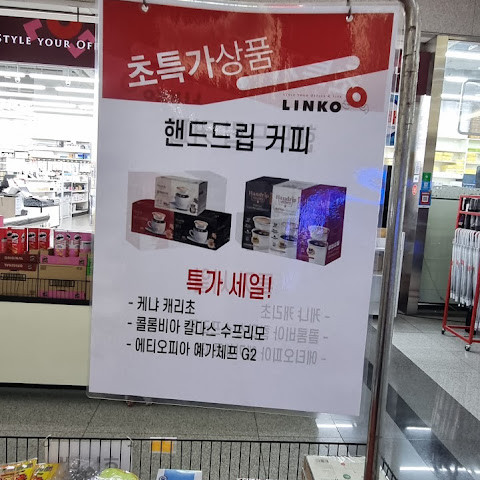 STYLE YOUR OF
초특가상품
LINKO
핸드드립 커피
특가 세일!
- 케냐 캐리초
- 콜롬비아 칼다스 수프리모
- 에티오피아 예가체프 G2